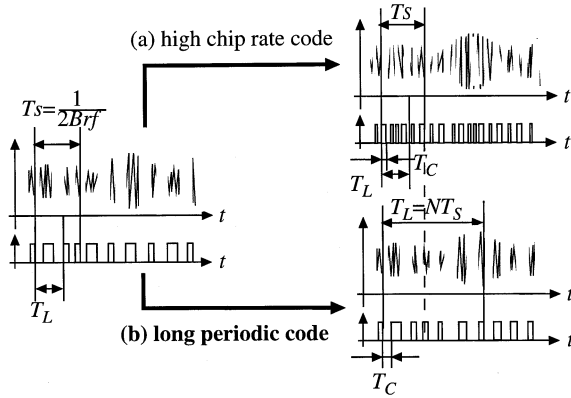 (a) high chip rate code
Ts
t
Ts=1/2Brf
T_L
T_C
t
t
t
T_L
(b) long periodic code
T_L=NT_S
t
t
T_C